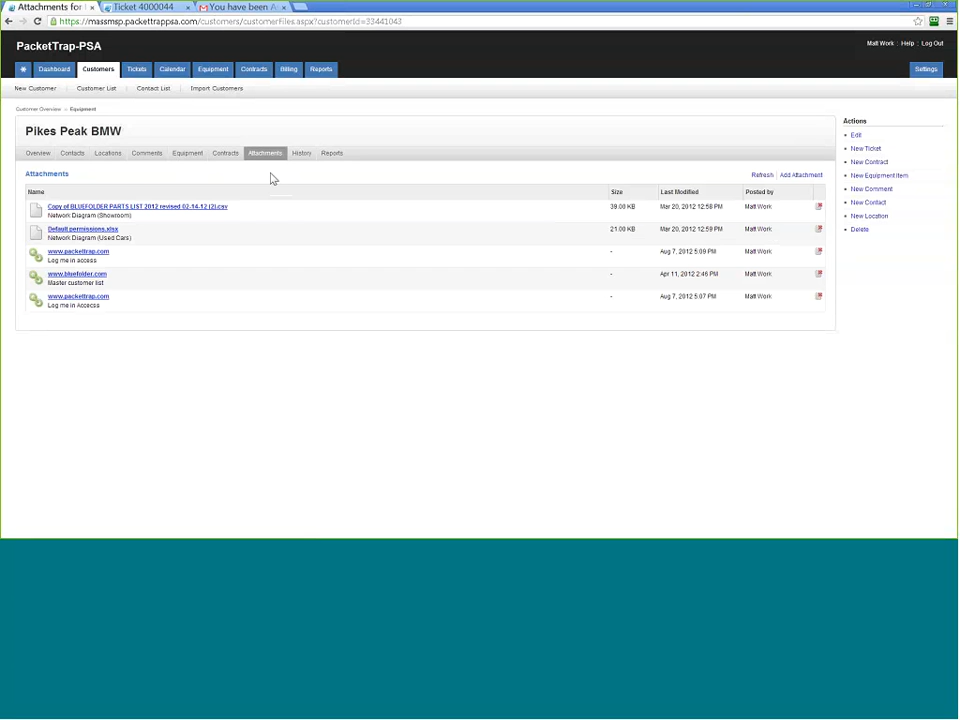 Attachments for
Ticket 4000044
You have been A
https://massmsp.packettrappsa.com/customers/customerFiles.aspx?customerId=33441043
PacketTrap-PSA
Matt Work Help Log Out
Dashboard Customers Tickets Calendar Equipment Contracts Billing Reports Settings
New Customer Customer List Contact List Import Customers
Customer Overview » Equipment
Pikes Peak BMW
Overview Contacts Locations Comments Equipment Contracts Attachments History Reports
Attachments
Refresh Add Attachment
Name Size Last Modified Posted by
Copy of BLUEFOLDER PARTS LIST 2012 revised 02-14-12 (2).csv 39.00 KB Mar 20, 2012 12:58 PM Matt Work
Network Diagram (Showroom)
Default permissions.xlsx 21.00 KB Mar 20, 2012 12:59 PM Matt Work
Network Diagram (Used Cars)
www.packettrap.com - Aug 7, 2012 5:09 PM Matt Work
Log me in access
www.bluefolder.com - Apr 11, 2012 2:46 PM Matt Work
Master customer list
www.packettrap.com - Aug 7, 2012 5:07 PM Matt Work
Log me in Accecss
Actions
Edit
New Ticket
New Contract
New Equipment Item
New Comment
New Contact
New Location
Delete